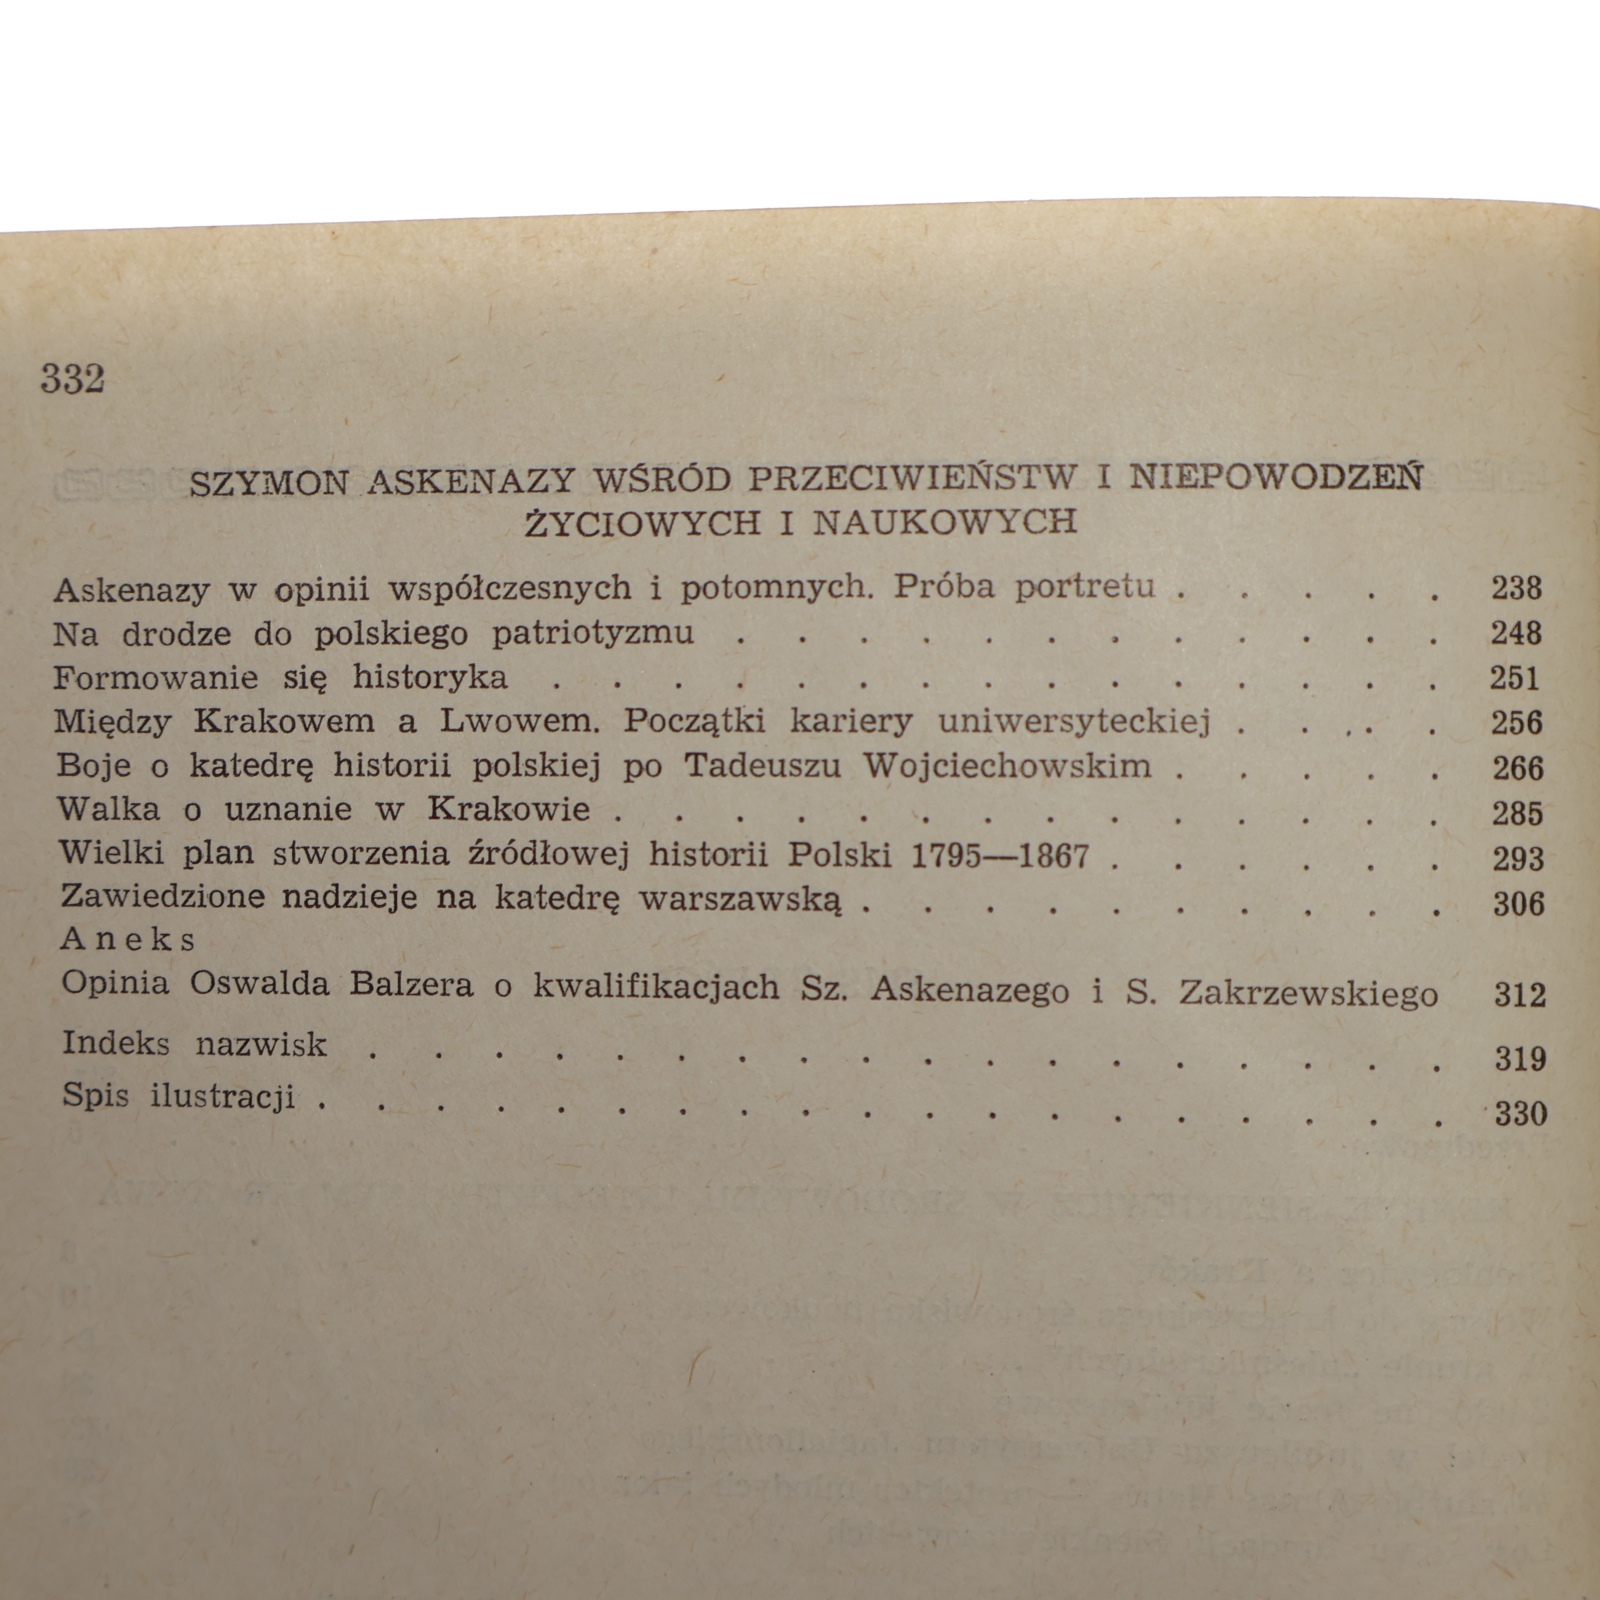 332
SZYMON ASKENAZY WŚRÓD PRZECIWIEŃSTW I NIEPOWODZEŃ
ŻYCIOWYCH I NAUKOWYCH
Askenazy w opinii współczesnych i potomnych. Próba portretu . . . . . 238
Na drodze do polskiego patriotyzmu . . . . . . . . . . . . 248
Formowanie się historyka . . . . . . . . . . . . . . . 251
Między Krakowem a Lwowem. Początki kariery uniwersyteckiej . . . . 256
Boje o katedrę historii polskiej po Tadeuszu Wojciechowskim . . . . . 266
Walka o uznanie w Krakowie . . . . . . . . . . . . . . 285
Wielki plan stworzenia źródłowej historii Polski 1795—1867 . . . . . . 293
Zawiedzione nadzieje na katedrę warszawską . . . . . . . . . . 306
Aneks
Opinia Oswalda Balzera o kwalifikacjach Sz. Askenazego i S. Zakrzewskiego 312
Indeks nazwisk . . . . . . . . . . . . . . . . . . 319
Spis ilustracji . . . . . . . . . . . . . . . . . . . 330